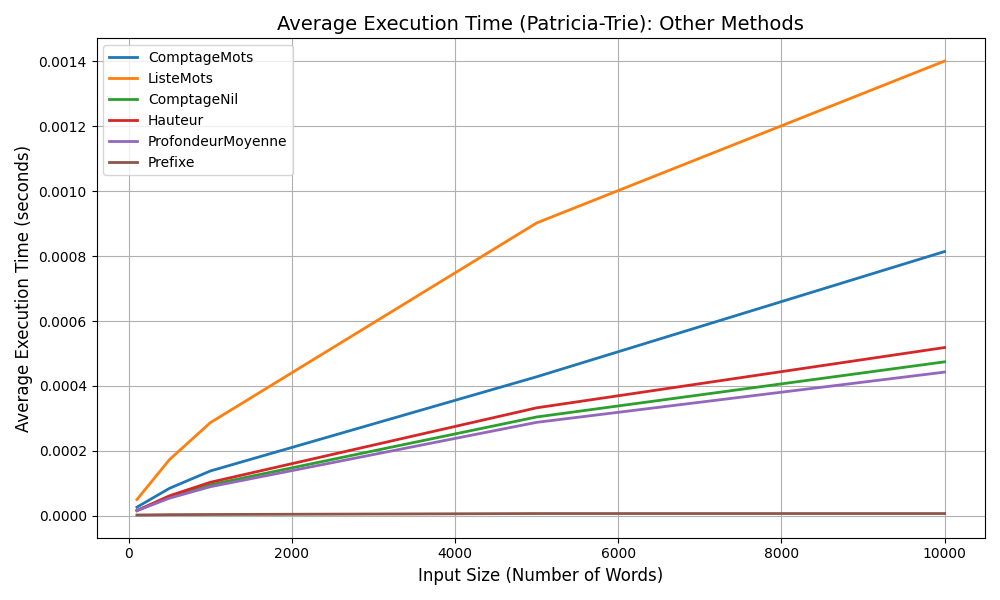 Average Execution Time (Patricia-Trie): Other Methods
ComptageMots
ListeMots
ComptageNil
Hauteur
ProfondeurMoyenne
Prefixe
Average Execution Time (seconds)
0.0014
0.0012
0.0010
0.0008
0.0006
0.0004
0.0002
0.0000
0 2000 4000 6000 8000 10000
Input Size (Number of Words)